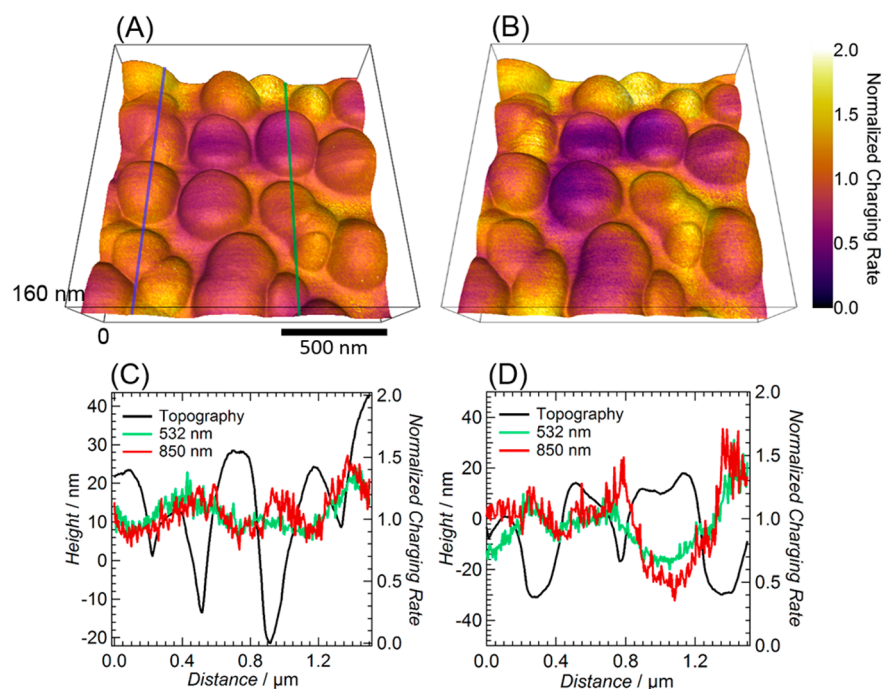 (A)
(B)
2.0
1.5
1.0
0.5
0.0
Normalized Charging Rate
160 nm
0
500 nm
(C)
Topography
532 nm
850 nm
40
30
20
10
0
-10
-20
Height / nm
2.0
1.5
1.0
0.5
0.0
Normalized Charging Rate
0.0 0.4 0.8 1.2
Distance / µm
(D)
Topography
532 nm
850 nm
40
20
0
-20
-40
Height / nm
2.0
1.5
1.0
0.5
0.0
Normalized Charging Rate
0.0 0.4 0.8 1.2
Distance / µm